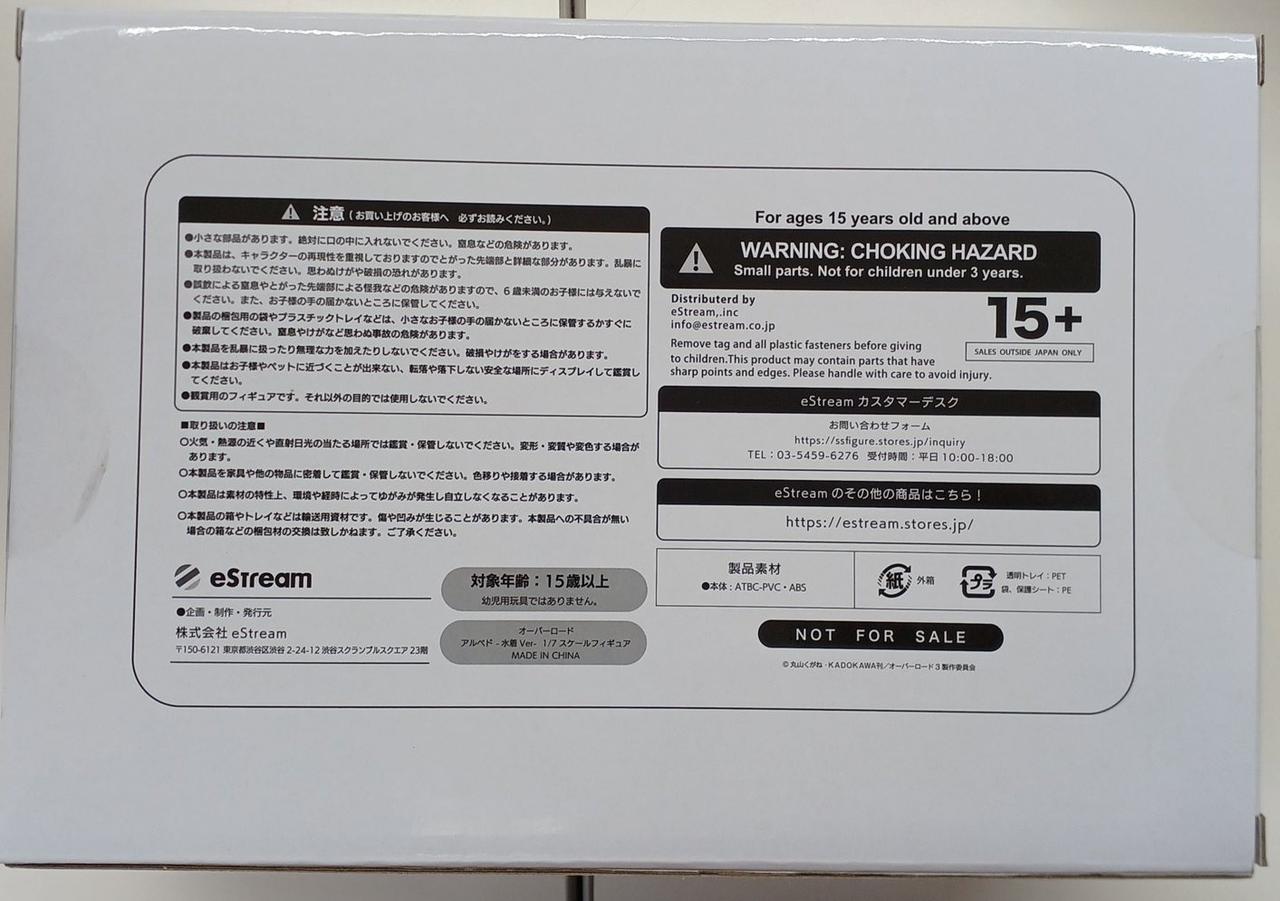 注意(お買い上げのお客様へ 必ずお読みください。)
●小さな部品があります。絶対に口の中に入れないでください。窒息などの危険があります。
●本製品は、キャラクターの再現性を重視しておりますのでとがった先端部と詳細な部分があります。乱暴に
取り扱わないでください。思わぬけがや破損の恐れがあります。
●誤飲による窒息やとがった先端部による怪我などの危険がありますので、6歳未満のお子様には与えないで
ください。また、お子様の手の届かないところに保管してください。
●製品の梱包用の袋やプラスチックトレイなどは、小さなお子様の手の届かないところに保管するかすぐに
破棄してください。窒息やけがなど思わぬ事故の危険があります。
●本製品を乱暴に扱ったり無理な力を加えたりしないでください。破損やけがをする場合があります。
●本製品はお子様やペットに近づくことが出来ない、転落や落下しない安全な場所にディスプレイして鑑賞し
てください。
●観賞用のフィギュアです。それ以外の目的では使用しないでください。
■取り扱いの注意■
○火気・熱源の近くや直射日光の当たる場所では鑑賞・保管しないでください。変形・変質や変色する場合が
あります。
○本製品を家具や他の物品に密着して鑑賞・保管しないでください。色移りや接着する場合があります。
○本製品は素材の特性上、環境や経時によってゆがみが発生し自立しなくなることがあります。
○本製品の箱やトレイなどは輸送用資材です。傷や凹みが生じることがあります。本製品への不具合が無い
場合の箱などの梱包材の交換は致しかねます。ご了承ください。
eStream
●企画・制作・発行元
株式会社 eStream
〒150-6121 東京都渋谷区渋谷 2-24-12 渋谷スクランブルスクエア 23階
対象年齢：15歳以上
幼児用玩具ではありません。
オーバーロード
アルベド - 水着 Ver- 1/7 スケールフィギュア
MADE IN CHINA
For ages 15 years old and above
WARNING: CHOKING HAZARD
Small parts. Not for children under 3 years.
Distributerd by
eStream,.inc
info@estream.co.jp
15+
SALES OUTSIDE JAPAN ONLY
Remove tag and all plastic fasteners before giving
to children.This product may contain parts that have
sharp points and edges. Please handle with care to avoid injury.
eStream カスタマーデスク
お問い合わせフォーム
https://ssfigure.stores.jp/inquiry
TEL：03-5459-6276 受付時間：平日 10:00-18:00
eStream のその他の商品はこちら！
https://estream.stores.jp/
製品素材
●本体：ATBC-PVC・ABS
紙 外箱
プラ 透明トレイ：PET
袋、保護シート：PE
NOT FOR SALE
©丸山くがね・KADOKAWA刊／オーバーロード3製作委員会